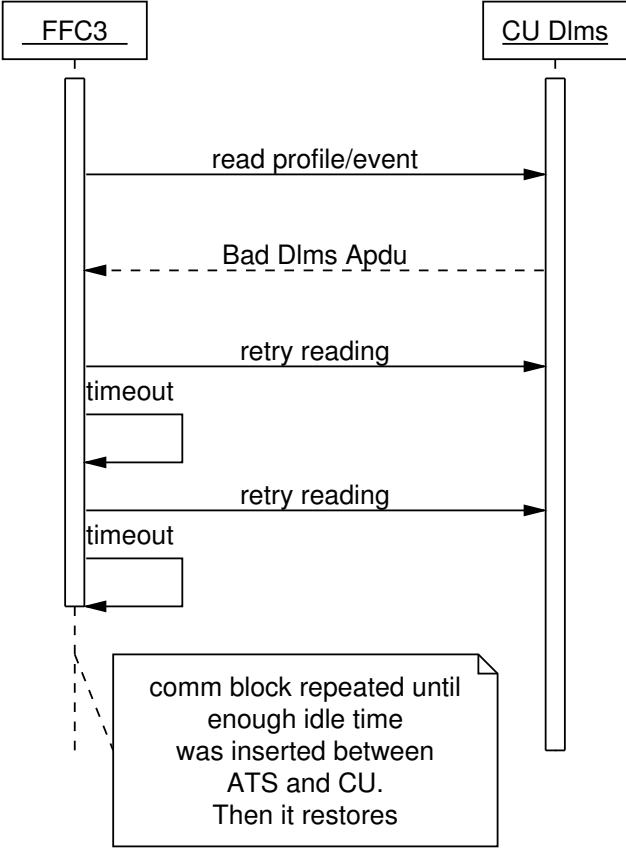 FFC3
CU Dlms
read profile/event
Bad Dlms Apdu
retry reading
timeout
retry reading
timeout
comm block repeated until
enough idle time
was inserted between
ATS and CU.
Then it restores